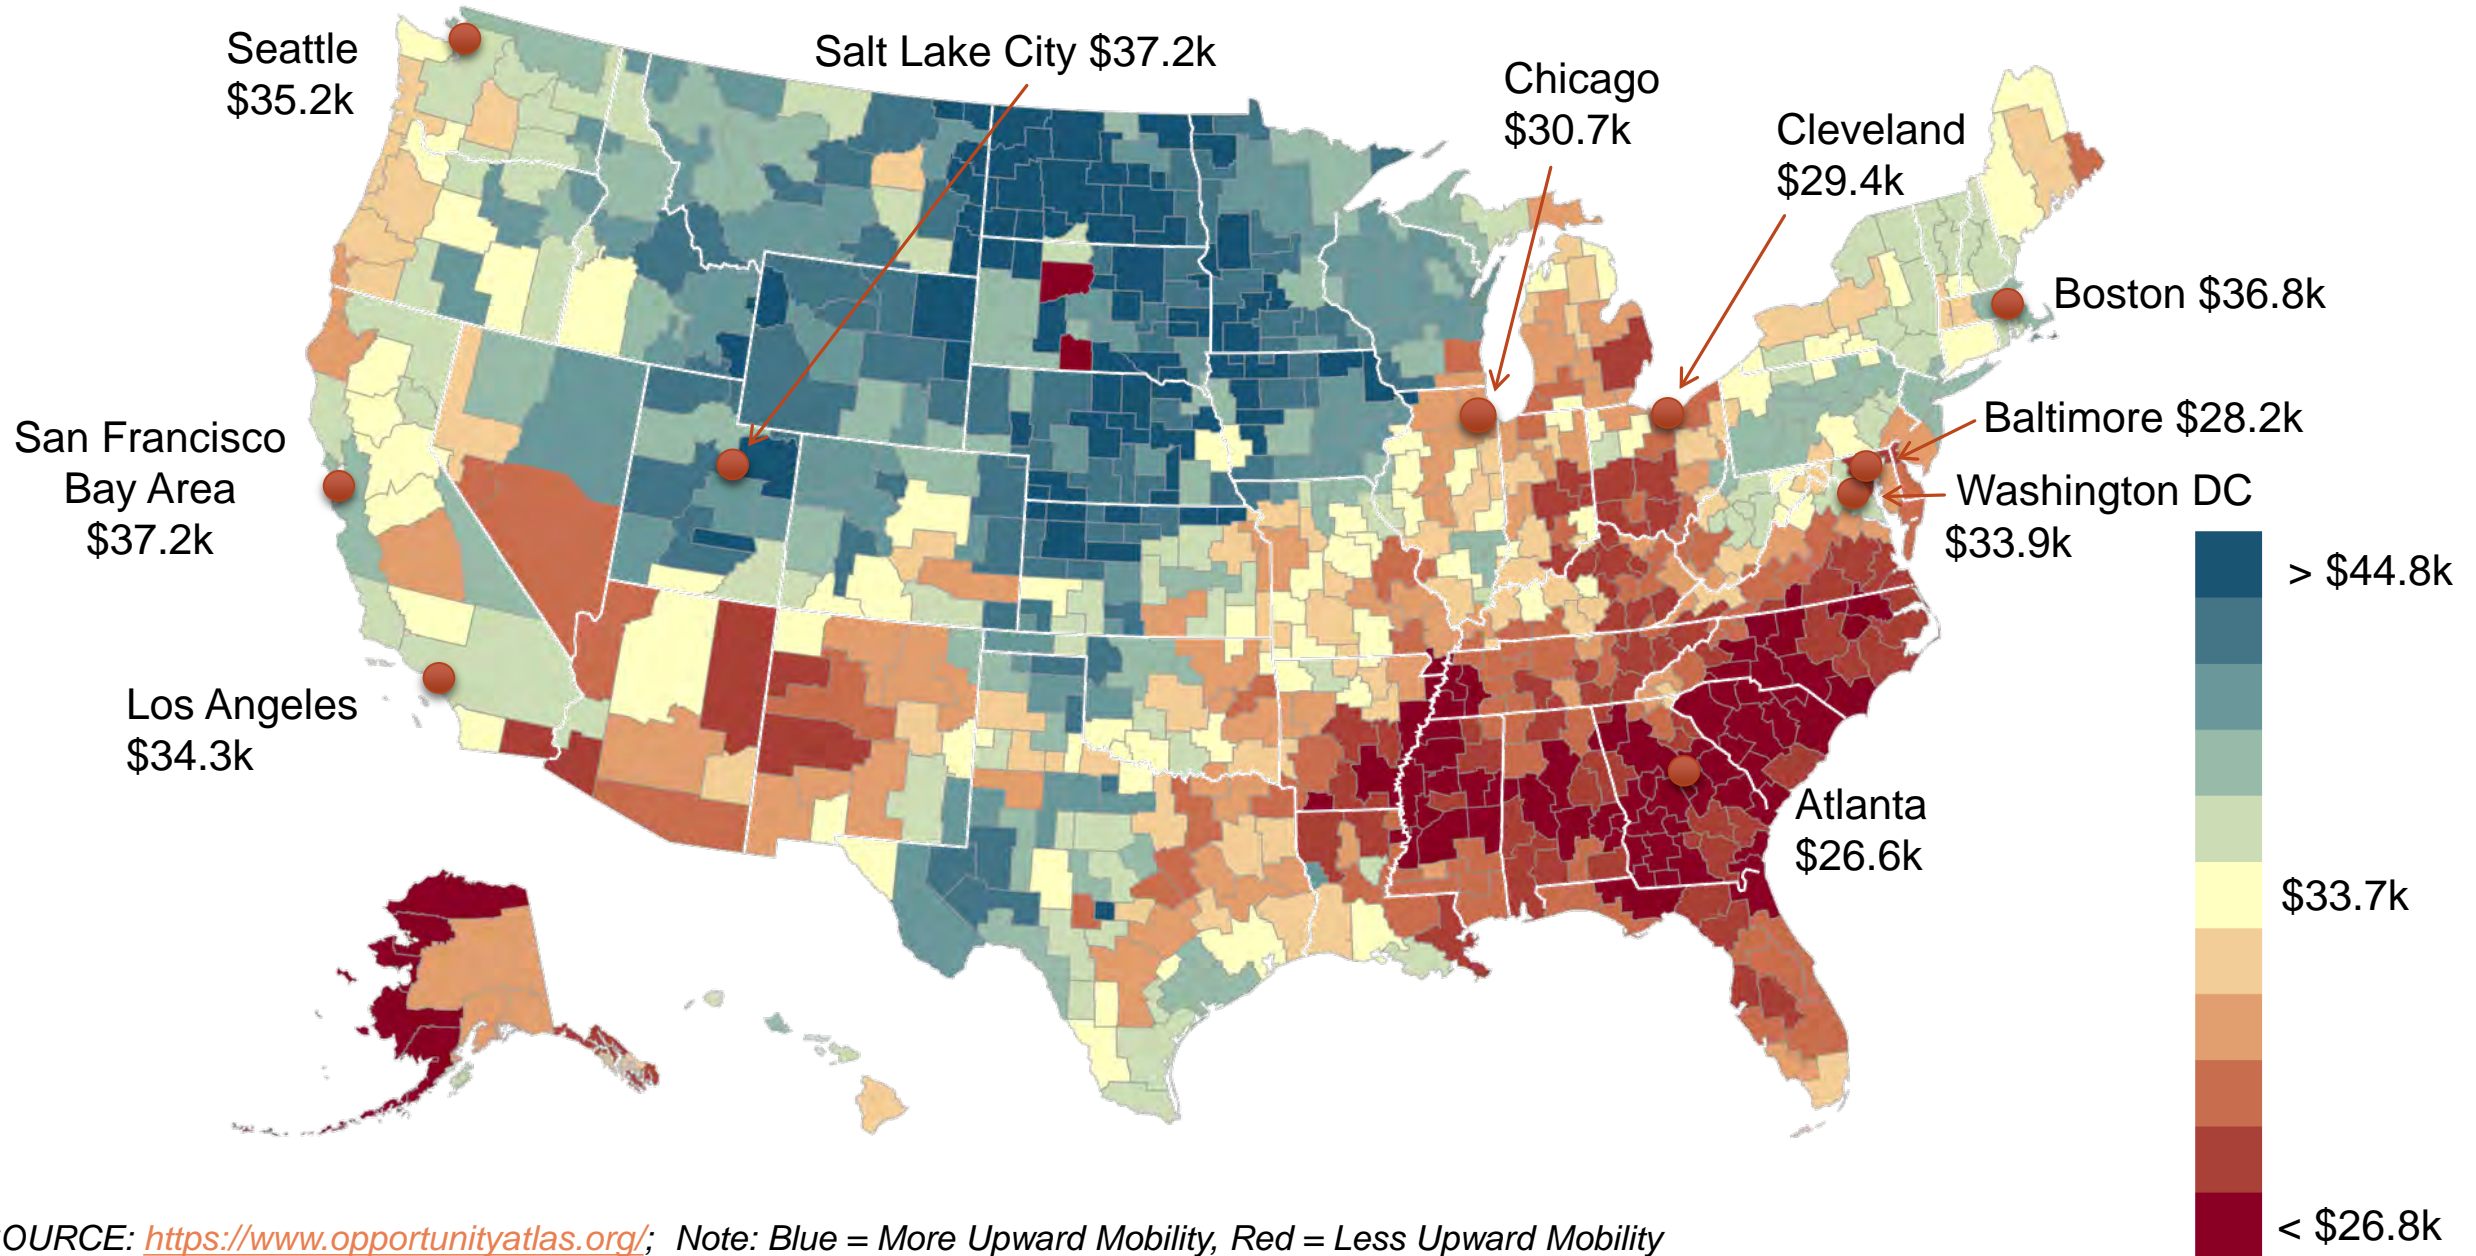 Seattle
$35.2k
Salt Lake City $37.2k
Chicago
$30.7k
Cleveland
$29.4k
Boston $36.8k
San Francisco
Bay Area
$37.2k
Baltimore $28.2k
Washington DC
$33.9k
Los Angeles
$34.3k
Atlanta
$26.6k
> $44.8k
$33.7k
< $26.8k
OURCE: https://www.opportunityatlas.org/; Note: Blue = More Upward Mobility, Red = Less Upward Mobility